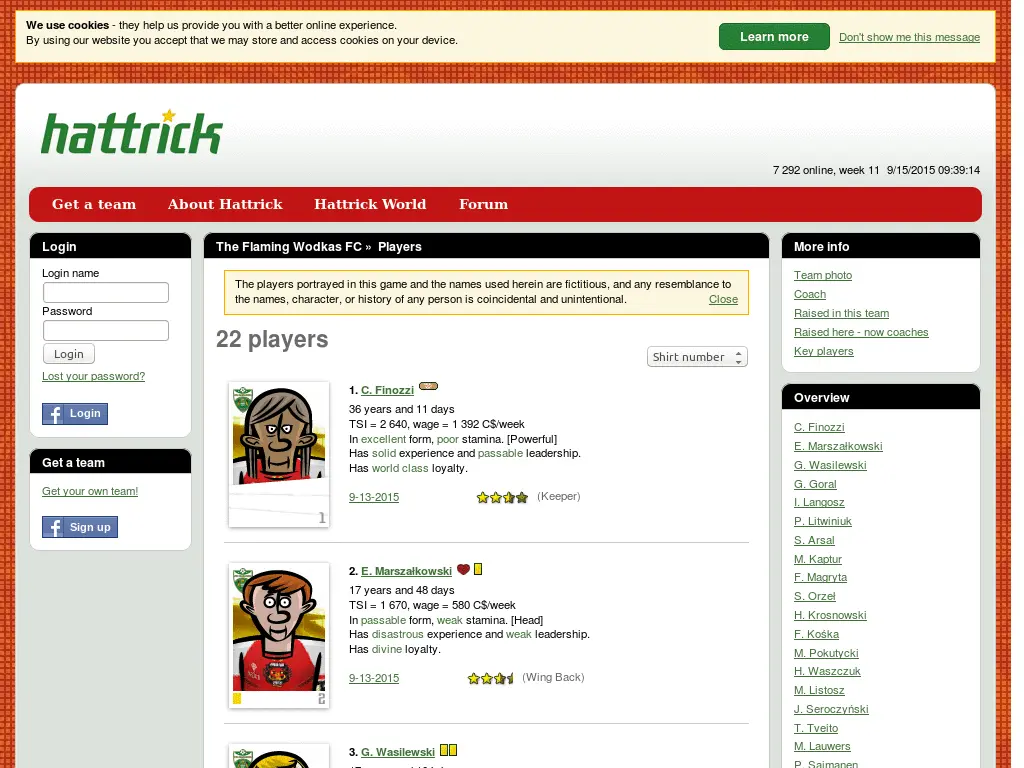 We use cookies - they help us provide you with a better online experience.
By using our website you accept that we may store and access cookies on your device.
Learn more
Don't show me this message
hattrick
7 292 online, week 11 9/15/2015 09:39:14
Get a team About Hattrick Hattrick World Forum
Login
Login name
Password
Login
Lost your password?
Login
Get a team
Get your own team!
Sign up
The Flaming Wodkas FC » Players
The players portrayed in this game and the names used herein are fictitious, and any resemblance to
the names, character, or history of any person is coincidental and unintentional.
Close
22 players
Shirt number
1. C. Finozzi
36 years and 11 days
TSI = 2 640, wage = 1 392 C$/week
In excellent form, poor stamina. [Powerful]
Has solid experience and passable leadership.
Has world class loyalty.
9-13-2015 (Keeper)
1
2. E. Marszałkowski
17 years and 48 days
TSI = 1 670, wage = 580 C$/week
In passable form, weak stamina. [Head]
Has disastrous experience and weak leadership.
Has divine loyalty.
9-13-2015 (Wing Back)
2
3. G. Wasilewski
More info
Team photo
Coach
Raised in this team
Raised here - now coaches
Key players
Overview
C. Finozzi
E. Marszałkowski
G. Wasilewski
G. Goral
I. Langosz
P. Litwiniuk
S. Arsal
M. Kaptur
F. Magryta
S. Orzeł
H. Krosnowski
F. Kośka
M. Pokutycki
H. Waszczuk
M. Listosz
J. Seroczyński
T. Tveito
M. Lauwers
P. Saimanen